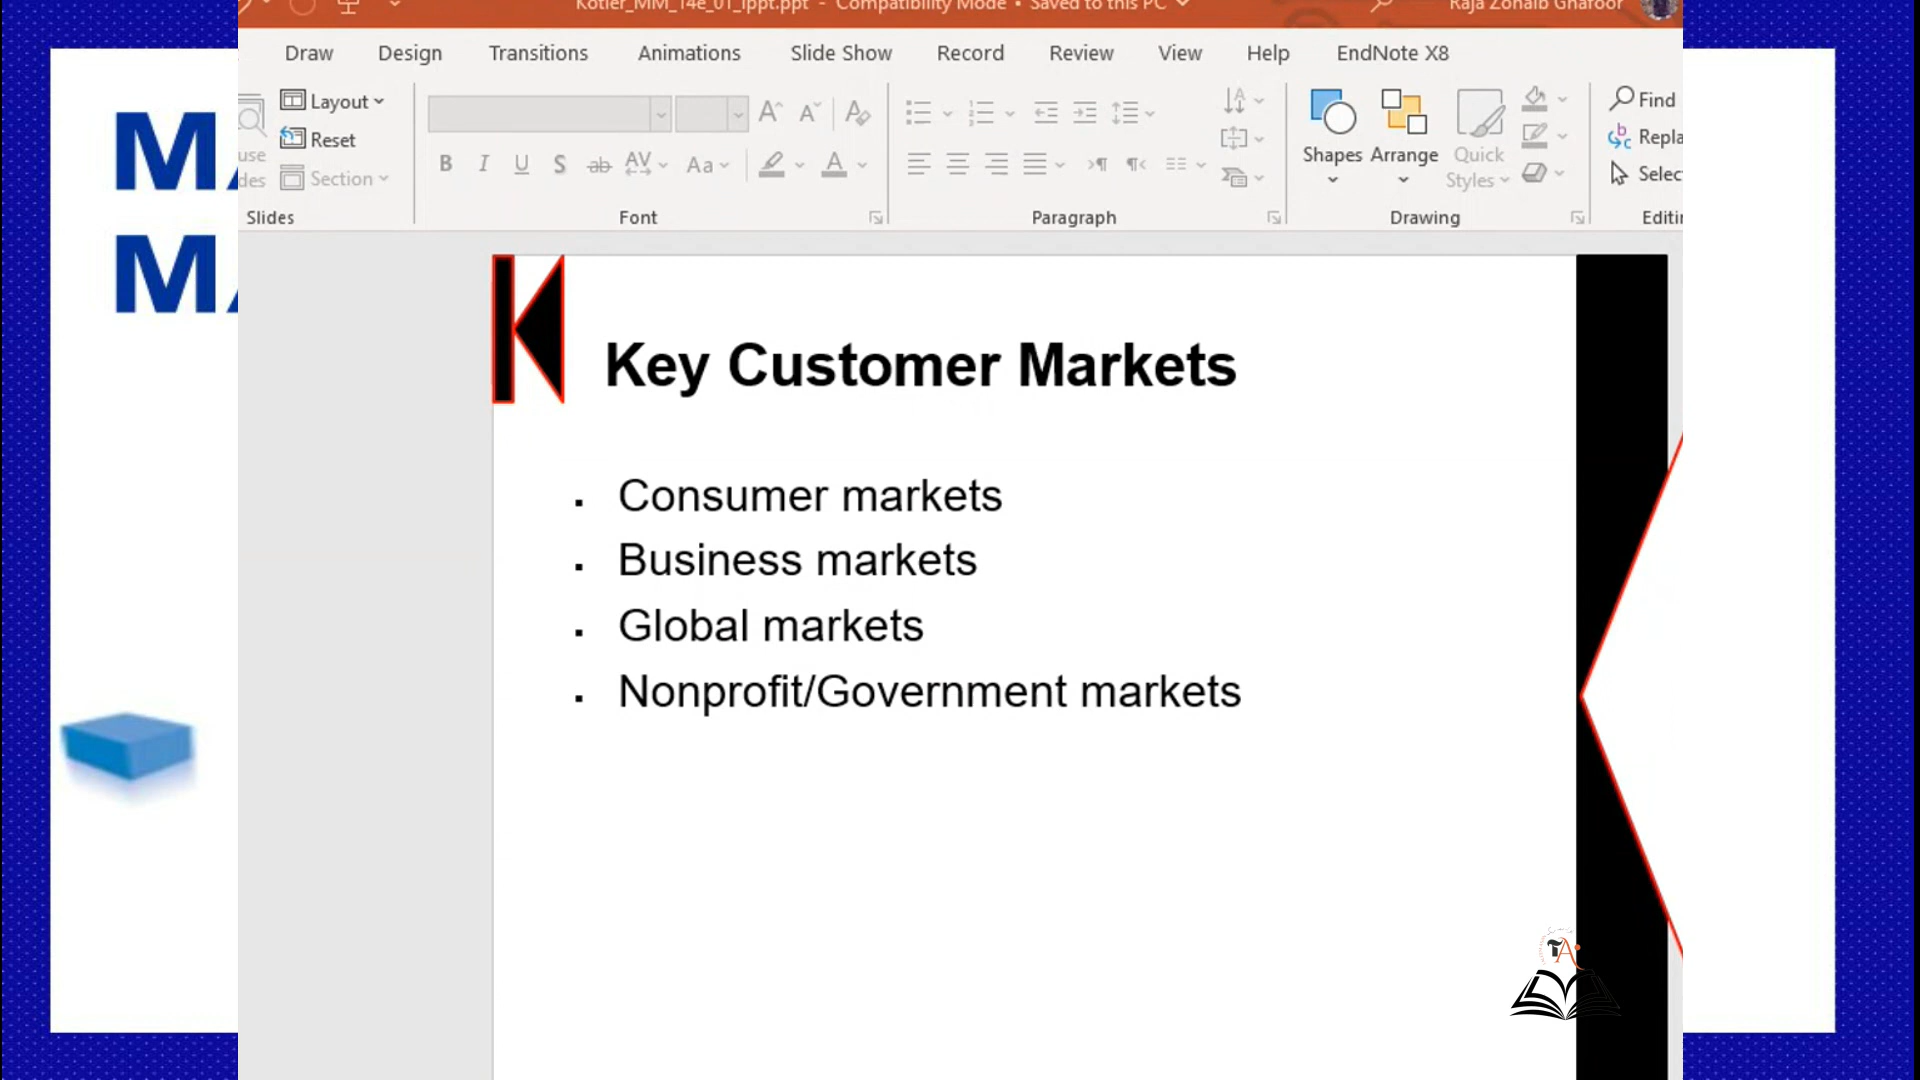 Kotler_MM_14e_01_ippt.ppt - Compatibility Mode • Saved to this PC
Raja Zohaib Ghafoor
Draw Design Transitions Animations Slide Show Record Review View Help EndNote X8
Layout
Reset
Section
Slides
Font
Paragraph
Shapes Arrange Quick
Styles
Drawing
Find
Repla
Selec
Editi
MA
MA
Key Customer Markets
Consumer markets
Business markets
Global markets
Nonprofit/Government markets